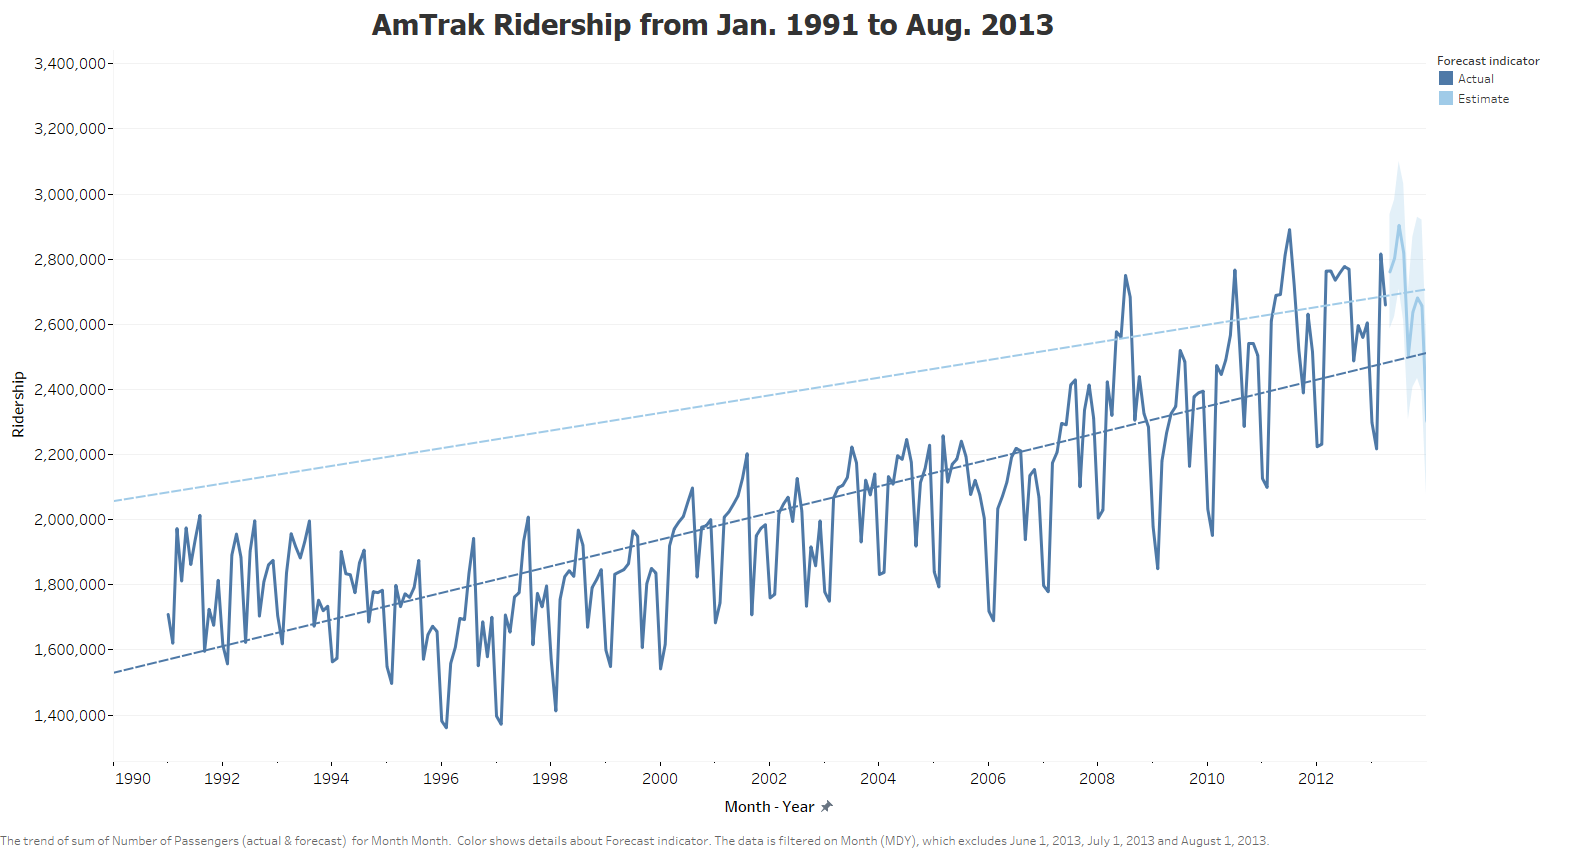 AmTrak Ridership from Jan. 1991 to Aug. 2013
Forecast indicator
Actual
Estimate
3,400,000
3,200,000
3,000,000
2,800,000
2,600,000
2,400,000
2,200,000
2,000,000
1,800,000
1,600,000
1,400,000
Ridership
1990 1992 1994 1996 1998 2000 2002 2004 2006 2008 2010 2012
Month - Year
The trend of sum of Number of Passengers (actual & forecast) for Month Month. Color shows details about Forecast indicator. The data is filtered on Month (MDY), which excludes June 1, 2013, July 1, 2013 and August 1, 2013.